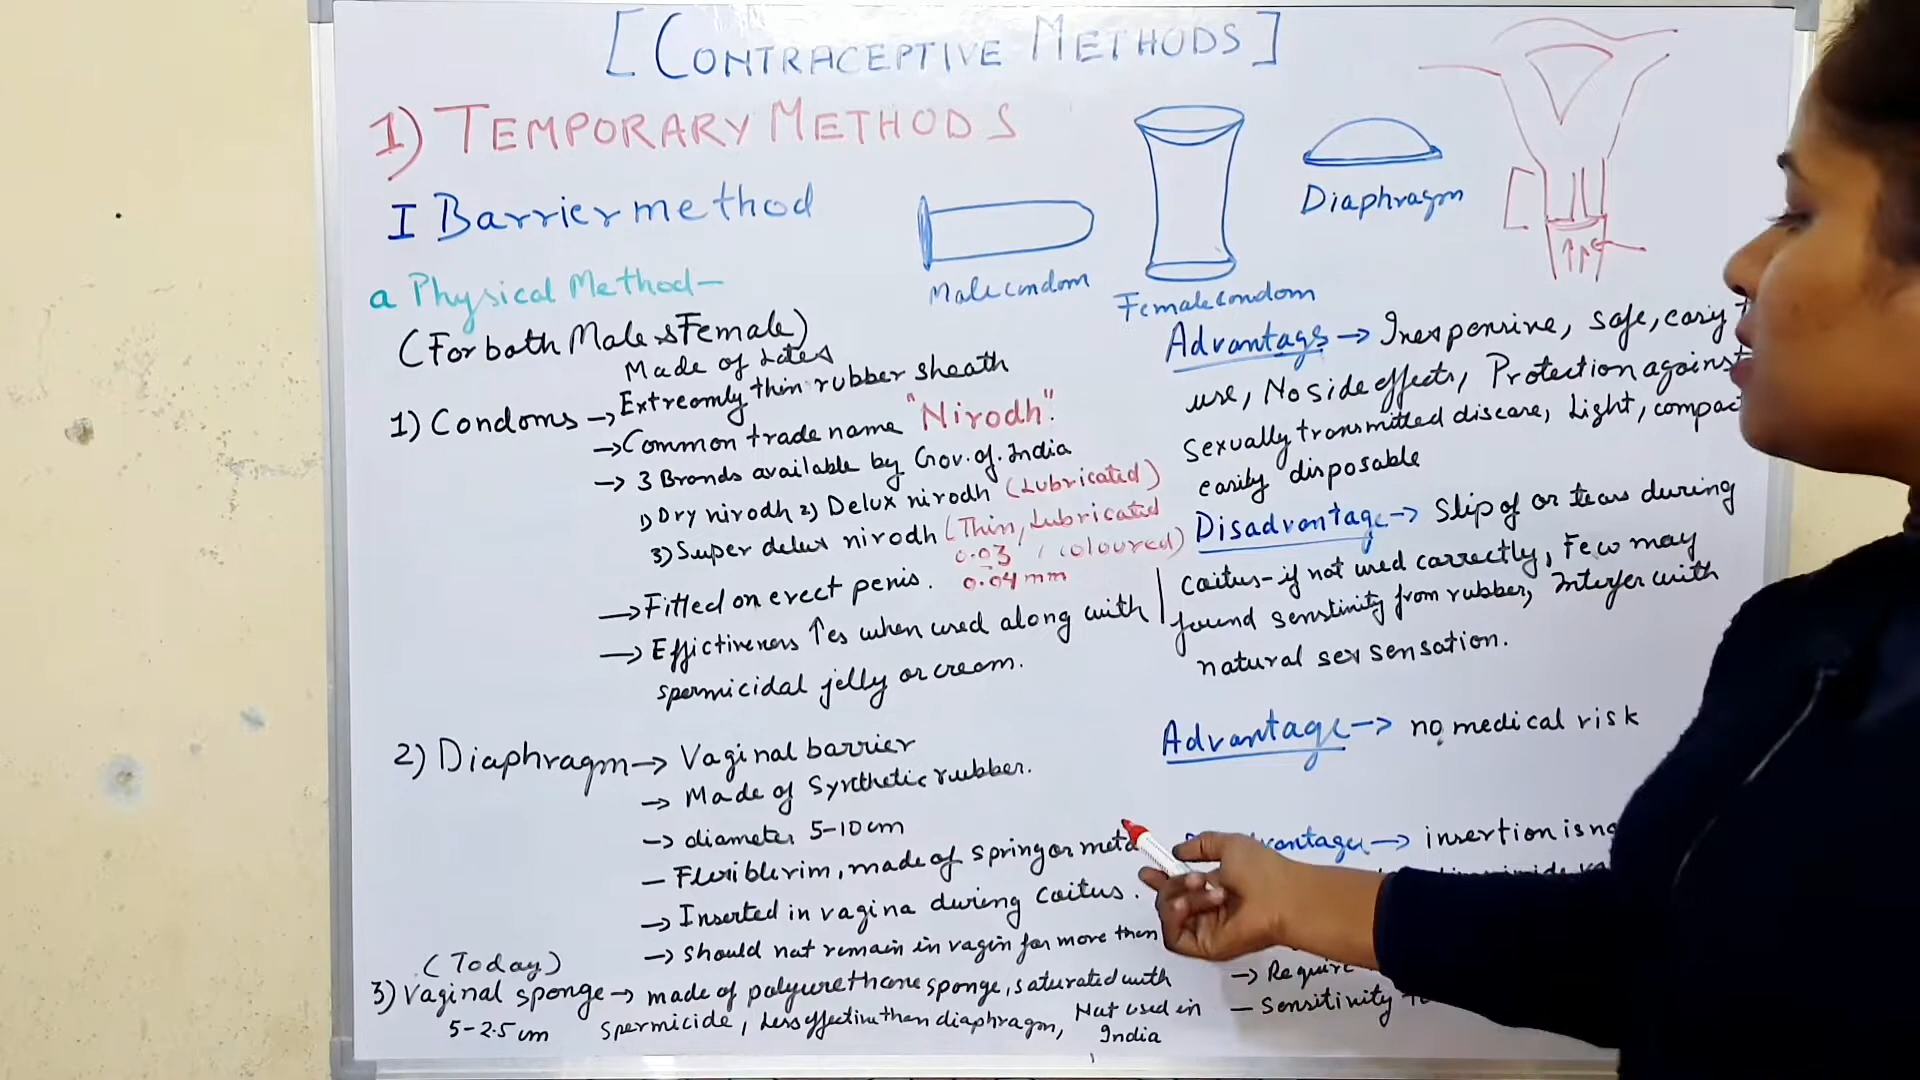 [CONTRACEPTIVE METHODS]
1) TEMPORARY METHODS
I Barrier method
a Physical Method-
(For both Male & Female)
Male condom
Female condom
Diaphragm
Made of Latex
1) Condoms → Extreamly thin rubber sheath
→ Common trade name "Nirodh".
→ 3 Brands available by Gov. of. India
1) Dry nirodh 2) Delux nirodh (Lubricated)
3) Super delux nirodh (Thin, Lubricated
0.03 , coloured)
0.04 mm
→ Fitted on erect penis.
→ Effictiveness ↑es when used along with
spermicidal jelly or cream.
Advantags → Inexpensive, safe, easy
use, No side effects, Protection against
Sexually transmitted disease, Light, compact
easily disposable
Disadvantage → Slip of or tears during
coitus - if not used correctly, Few may
found senstinity from rubber, Interfer with
natural sex sensation.
2) Diaphragm → Vaginal barrier
→ Made of Synthetic rubber.
→ diameter 5-10 cm
- Flexible rim, made of spring or
→ Inserted in vagina during Coitus.
→ should not remain in vagin for more then
Advantage → no medical risk
→ insertion is
→
- Sensitivity
(Today)
3) Vaginal sponge → made of polyurethane sponge, saturated with
5-2.5 cm
Spermicide, Less effective than diaphragm, Not used in
India